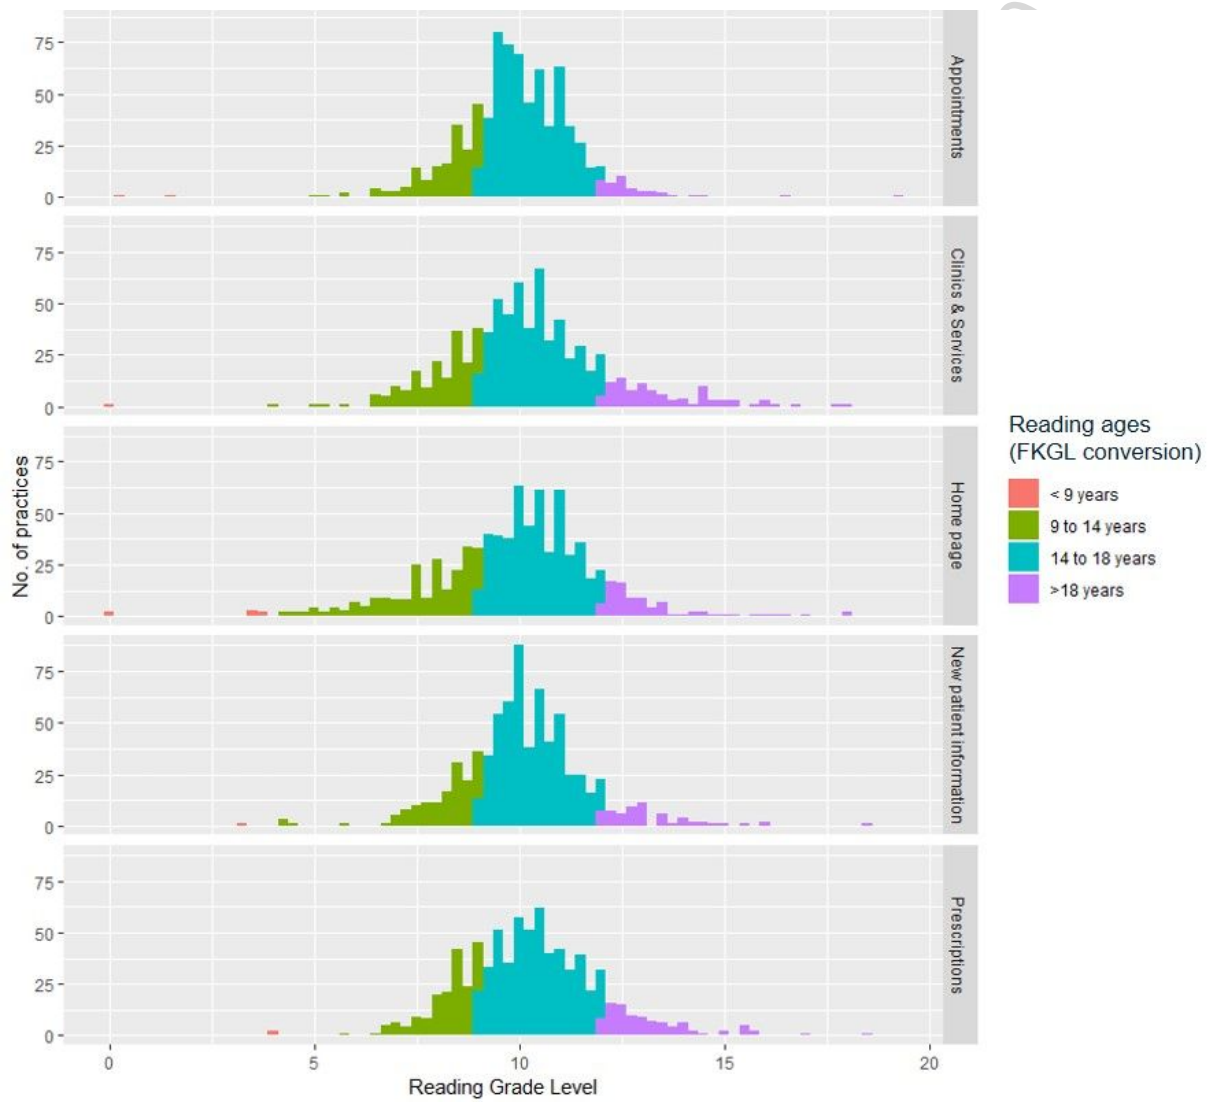 75
50
25
0
Appointments
75
50
25
0
Clinics & Services
75
50
25
0
Home page
75
50
25
0
New patient information
75
50
25
0
Prescriptions
No. of practices
0
5
10
15
20
Reading Grade Level
Reading ages
(FKGL conversion)
< 9 years
9 to 14 years
14 to 18 years
>18 years